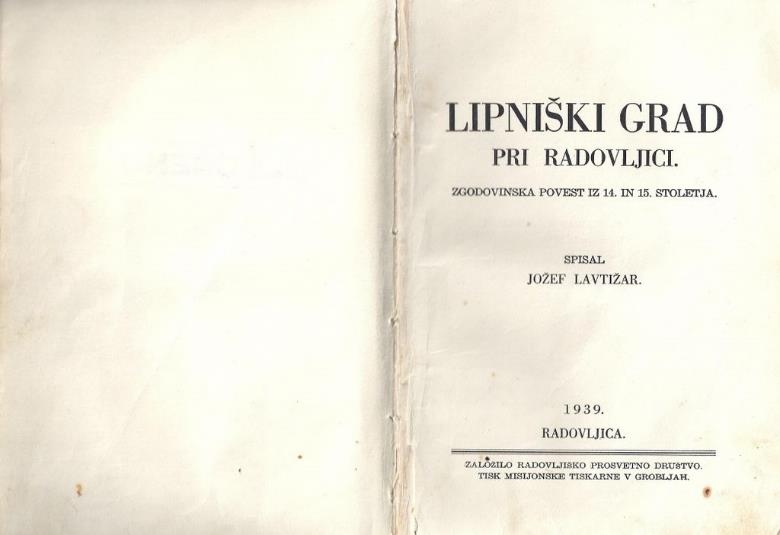 LIPNIŠKI GRAD
PRI RADOVLJICI.
ZGODOVINSKA POVEST IZ 14. IN 15. STOLETJA.
SPISAL
JOŽEF LAVTIŽAR.
1939.
RADOVLJICA.
ZALOŽILO RADOVLJIŠKO PROSVETNO DRUŠTVO.
TISK MISIJONSKE TISKARNE V GROBLJAH.